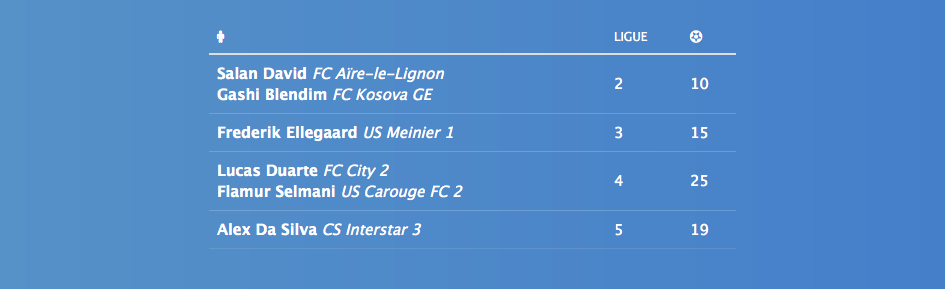 LIGUE
Salan David FC Aïre-le-Lignon
Gashi Blendim FC Kosova GE
2 10
Frederik Ellegaard US Meinier 1 3 15
Lucas Duarte FC City 2
Flamur Selmani US Carouge FC 2
4 25
Alex Da Silva CS Interstar 3 5 19